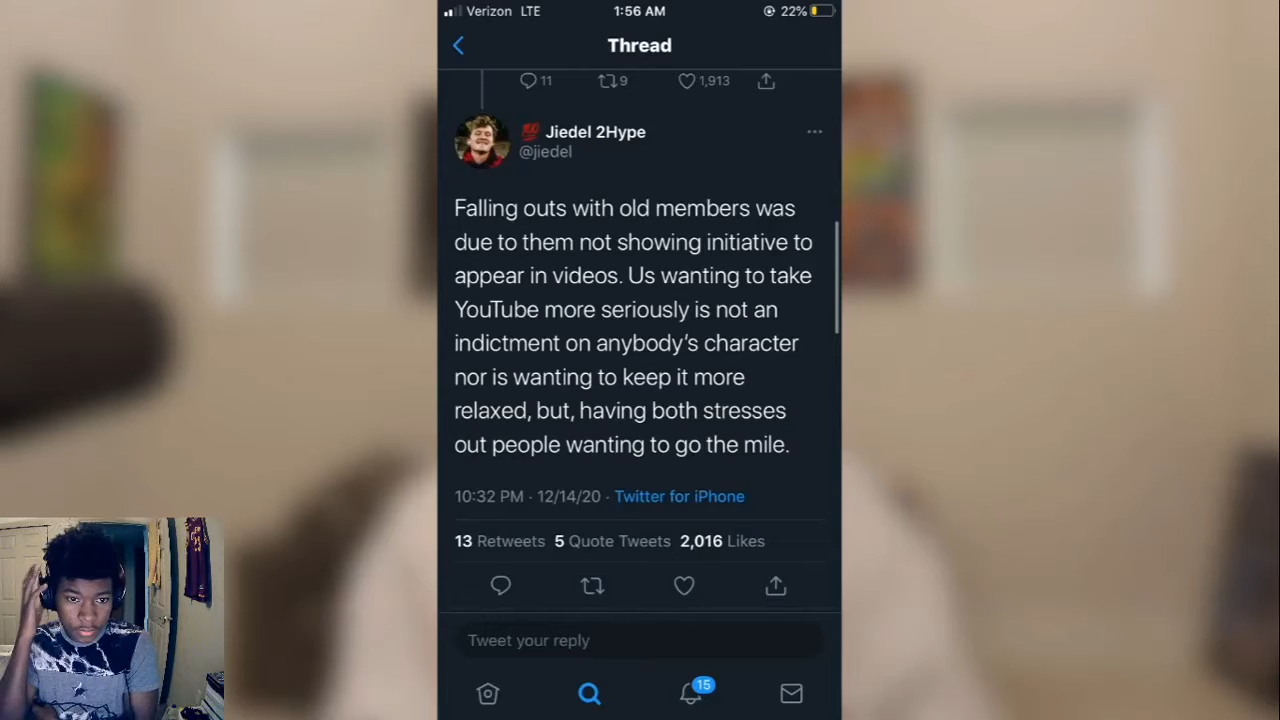 Verizon LTE 1:56 AM 22%
Thread
11 9 1,913
💯 Jiedel 2Hype
@jiedel
Falling outs with old members was
due to them not showing initiative to
appear in videos. Us wanting to take
YouTube more seriously is not an
indictment on anybody’s character
nor is wanting to keep it more
relaxed, but, having both stresses
out people wanting to go the mile.
10:32 PM · 12/14/20 · Twitter for iPhone
13 Retweets 5 Quote Tweets 2,016 Likes
Tweet your reply
15